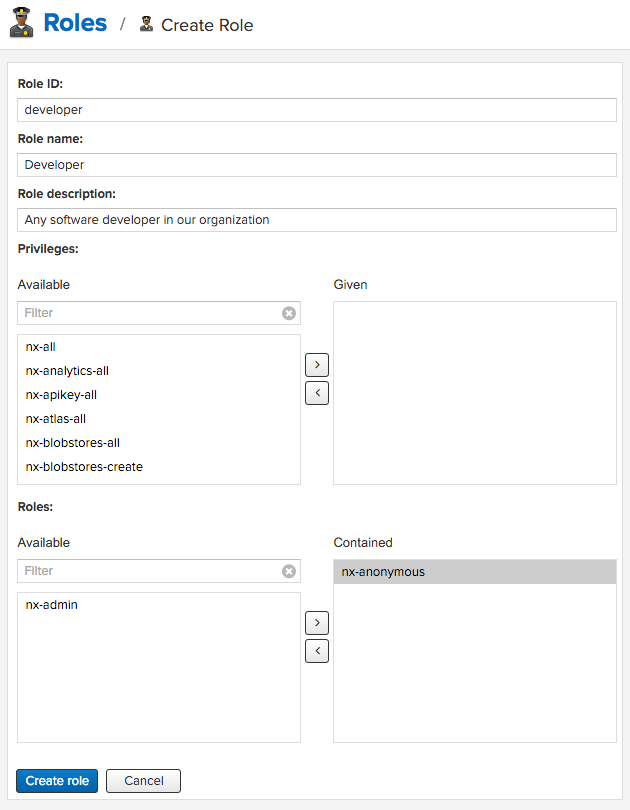 Roles / Create Role
Role ID:
developer
Role name:
Developer
Role description:
Any software developer in our organization
Privileges:
Available
Given
Filter
nx-all
nx-analytics-all
nx-apikey-all
nx-atlas-all
nx-blobstores-all
nx-blobstores-create
>
<
Roles:
Available
Contained
Filter
nx-admin
nx-anonymous
>
<
Create role
Cancel